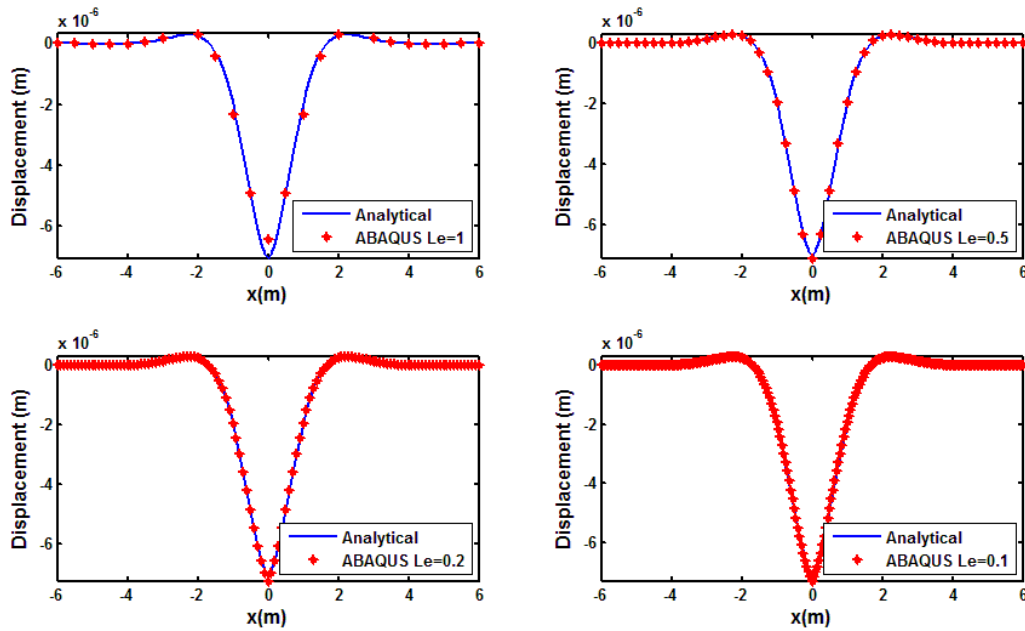 x 10^-6
0
-2
-4
-6
Displacement (m)
-6 -4 -2 0 2 4 6
x(m)
Analytical
ABAQUS Le=1
x 10^-6
0
-2
-4
-6
Displacement (m)
-6 -4 -2 0 2 4 6
x(m)
Analytical
ABAQUS Le=0.5
x 10^-6
0
-2
-4
-6
Displacement (m)
-6 -4 -2 0 2 4 6
x(m)
Analytical
ABAQUS Le=0.2
x 10^-6
0
-2
-4
-6
Displacement (m)
-6 -4 -2 0 2 4 6
x(m)
Analytical
ABAQUS Le=0.1